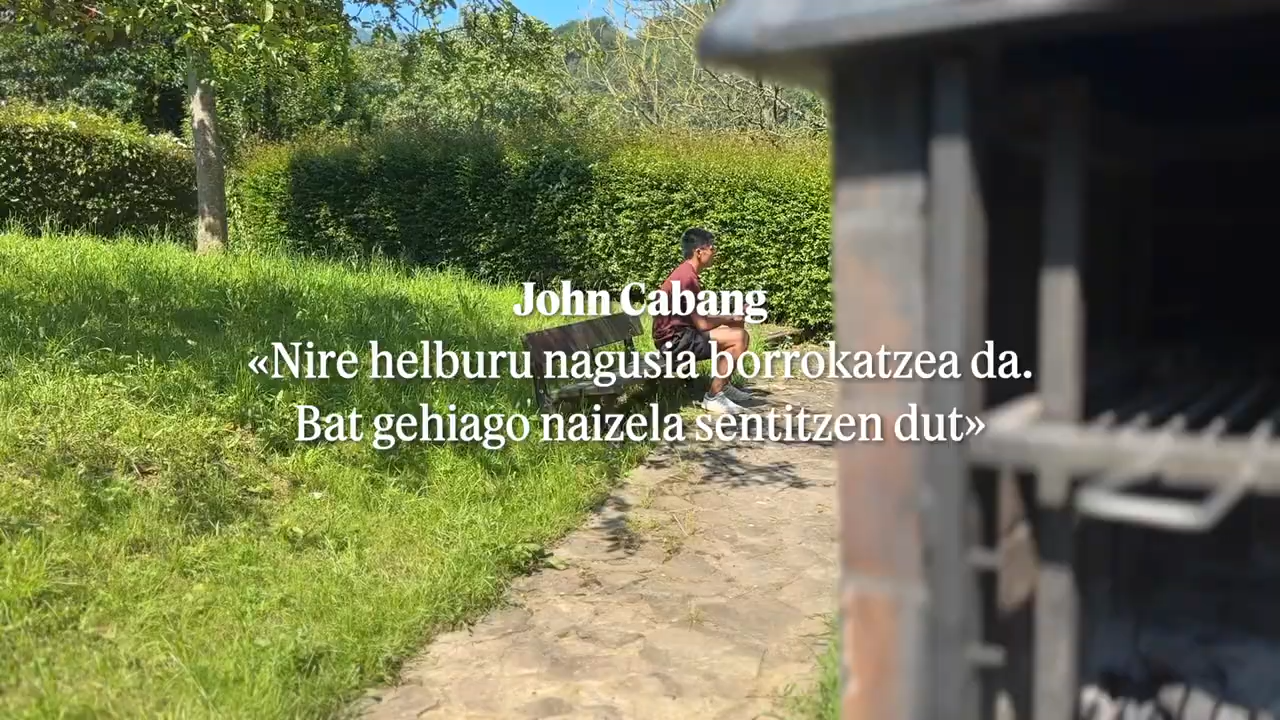 John Cabang
«Nire helburu nagusia borrokatzea da.
Bat gehiago naizela sentitzen dut»